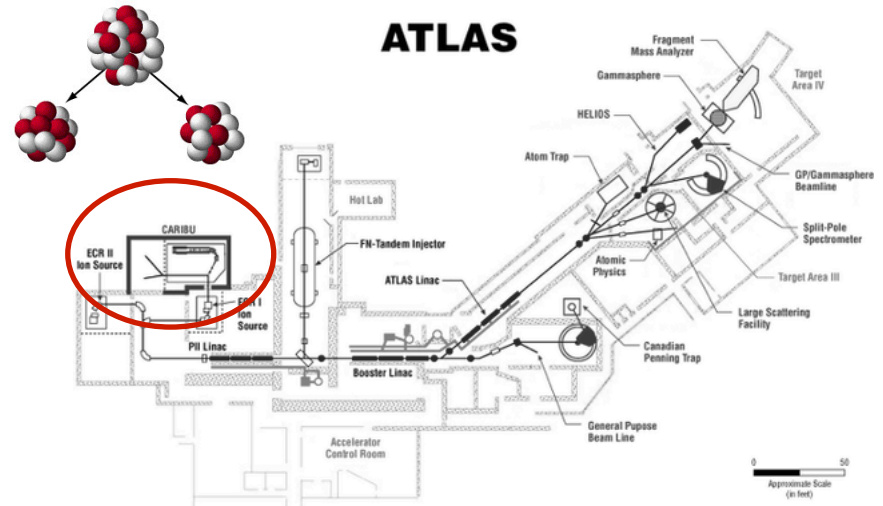 ATLAS
Fragment
Mass Analyzer
Gammasphere
Target
Area IV
HELIOS
Atom Trap
GP/Gammasphere
Beamline
Hot Lab
CARIBU
Split-Pole
Spectrometer
ECR II
Ion Source
FN-Tandem Injector
Atomic
Physics
Target Area III
ATLAS Linac
ECR I
Ion
Source
Large Scattering
Facility
PII Linac
Canadian
Penning Trap
Booster Linac
General Pupose
Beam Line
Accelerator
Control Room
0 50
Approximate Scale
(in feet)